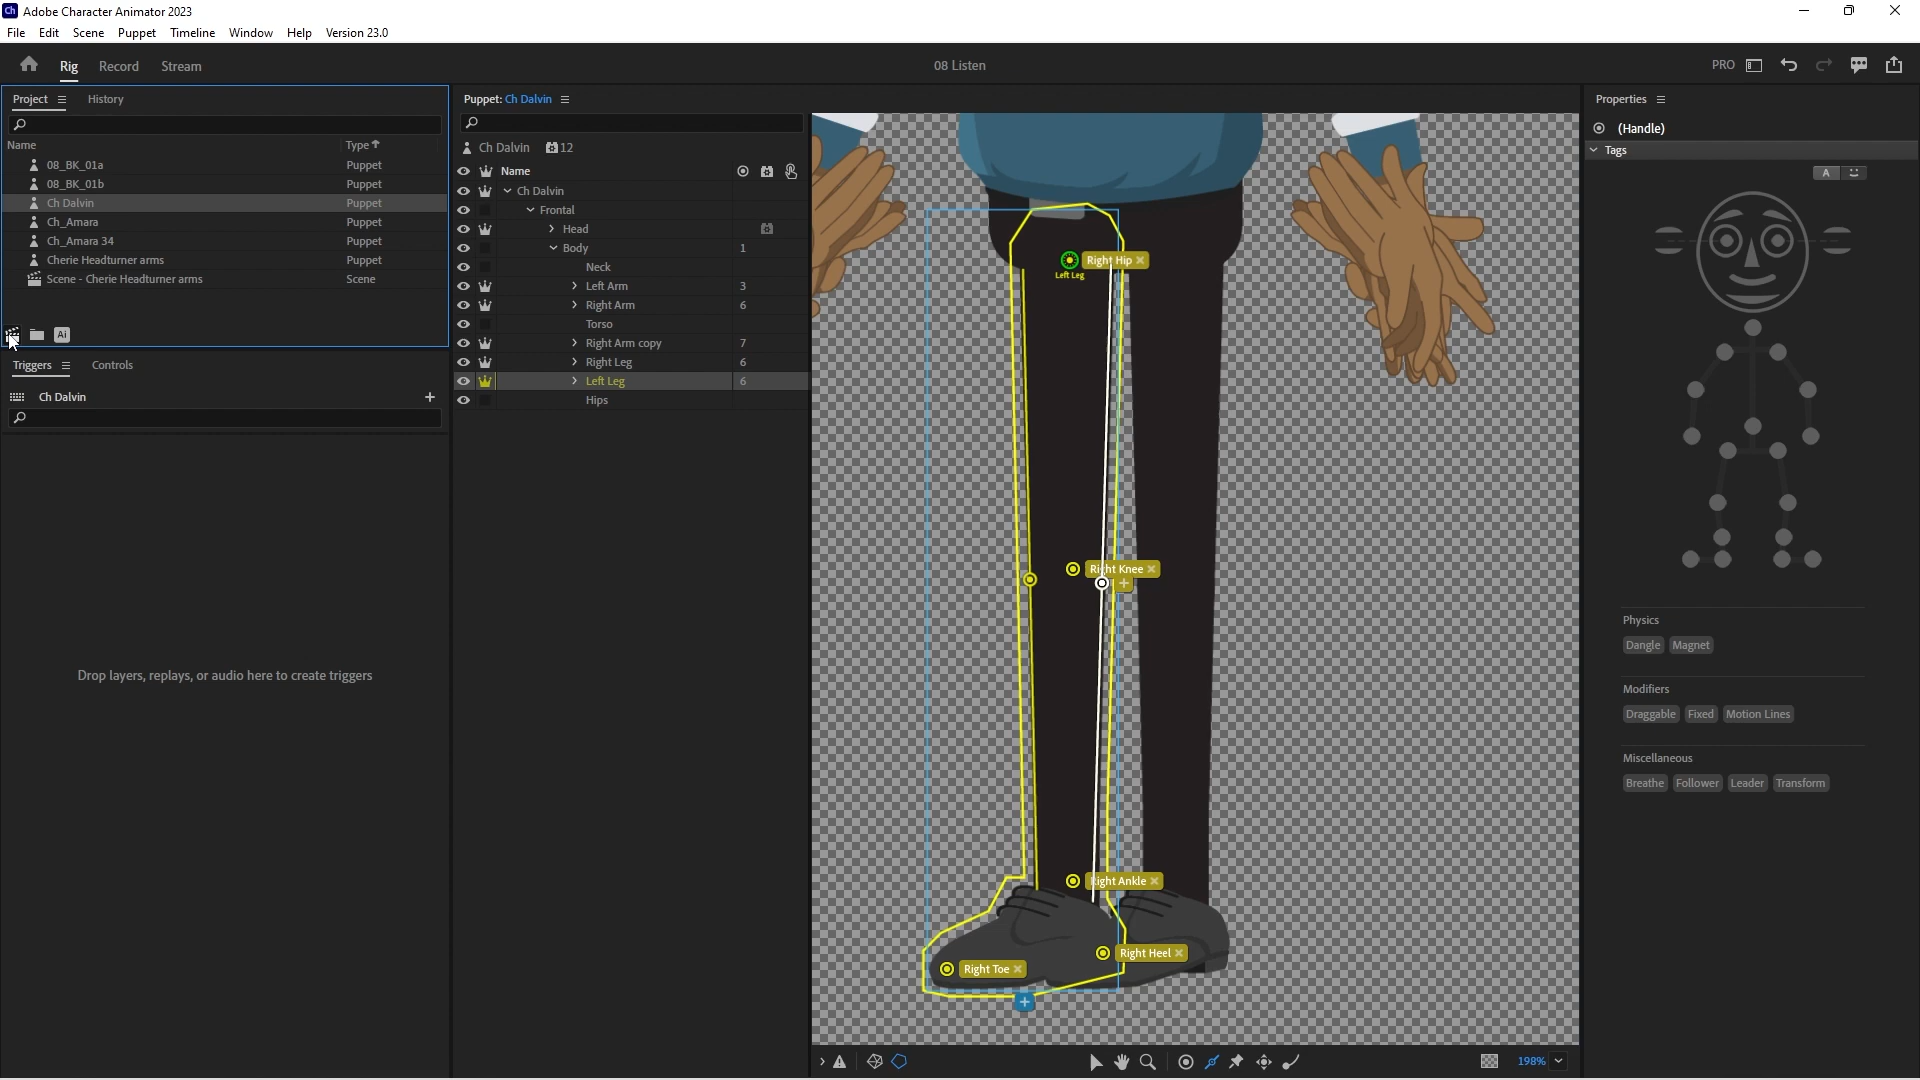 Ch Adobe Character Animator 2023
File Edit Scene Puppet Timeline Window Help Version 23.0
Rig Record Stream 08 Listen PRO
Project History
Name Type
08_BK_01a Puppet
08_BK_01b Puppet
Ch Dalvin Puppet
Ch_Amara Puppet
Ch_Amara 34 Puppet
Cherie Headturner arms Puppet
Scene - Cherie Headturner arms Scene
Ai
Triggers Controls
Ch Dalvin +
Drop layers, replays, or audio here to create triggers
Puppet: Ch Dalvin
Ch Dalvin 12
Name
Ch Dalvin
Frontal
Head
Body 1
Neck
Left Arm 3
Right Arm 6
Torso
Right Arm copy 7
Right Leg 6
Left Leg 6
Hips
Right Hip
Left Leg
Right Knee
Right Ankle
Right Heel
Right Toe
198%
Properties
(Handle)
Tags
A
Physics
Dangle Magnet
Modifiers
Draggable Fixed Motion Lines
Miscellaneous
Breathe Follower Leader Transform